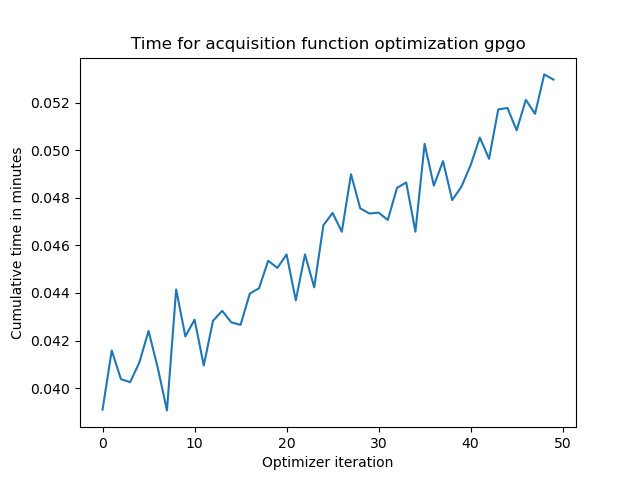 Time for acquisition function optimization gpgo
Cumulative time in minutes
0.052
0.050
0.048
0.046
0.044
0.042
0.040
0 10 20 30 40 50
Optimizer iteration